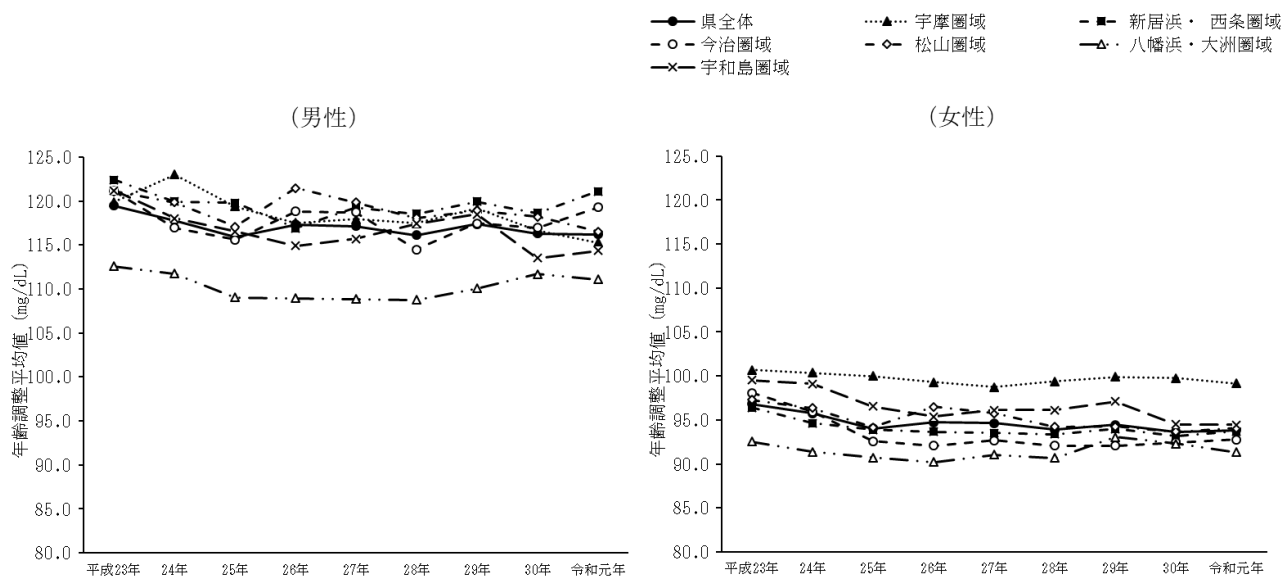 県全体 宇摩圏域 新居浜・ 西条圏域
今治圏域 松山圏域 八幡浜・大洲圏域
宇和島圏域
（男性）
125.0
120.0
115.0
110.0
105.0
100.0
95.0
90.0
85.0
80.0
年齢調整平均値 (mg/dL)
平成23年 24年 25年 26年 27年 28年 29年 30年 令和元年
（女性）
125.0
120.0
115.0
110.0
105.0
100.0
95.0
90.0
85.0
80.0
年齢調整平均値 (mg/dL)
平成23年 24年 25年 26年 27年 28年 29年 30年 令和元年